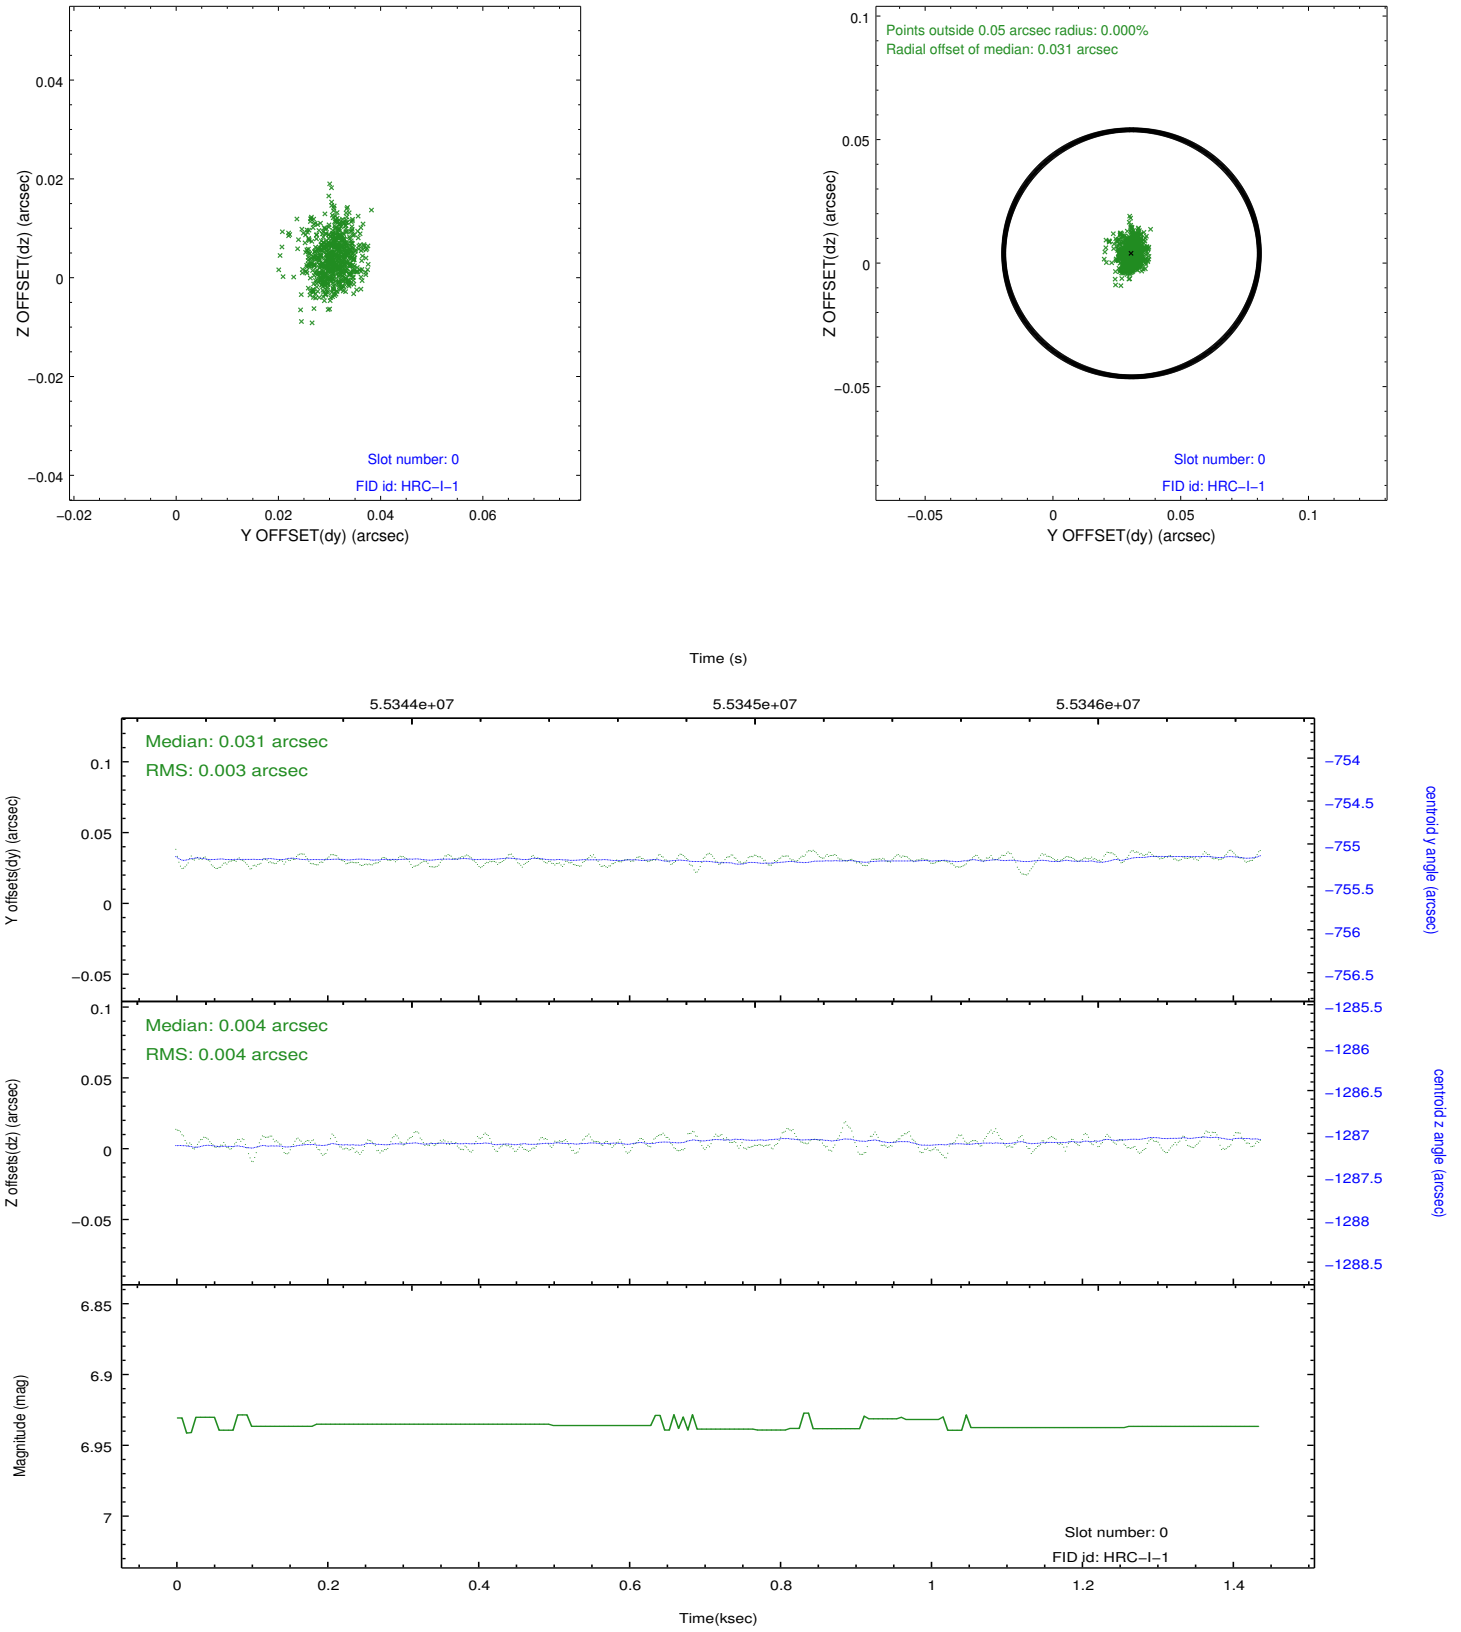 0.04
0.02
0
−0.02
−0.04
Z OFFSET(dz) (arcsec)
Slot number: 0
FID id: HRC−I−1
−0.02 0 0.02 0.04 0.06
Y OFFSET(dy) (arcsec)
Points outside 0.05 arcsec radius: 0.000%
Radial offset of median: 0.031 arcsec
0.1
0.05
0
−0.05
Z OFFSET(dz) (arcsec)
Slot number: 0
FID id: HRC−I−1
−0.05 0 0.05 0.1
Y OFFSET(dy) (arcsec)
Time (s)
5.5344e+07 5.5345e+07 5.5346e+07
Median: 0.031 arcsec
RMS: 0.003 arcsec
0.1
0.05
0
−0.05
Y offsets(dy) (arcsec)
−754
−754.5
−755
−755.5
−756
−756.5
centroid y angle (arcsec)
Median: 0.004 arcsec
RMS: 0.004 arcsec
0.1
0.05
0
−0.05
Z offsets(dz) (arcsec)
−1285.5
−1286
−1286.5
−1287
−1287.5
−1288
−1288.5
centroid z angle (arcsec)
6.85
6.9
6.95
7
Magnitude (mag)
Slot number: 0
FID id: HRC−I−1
0 0.2 0.4 0.6 0.8 1 1.2 1.4
Time(ksec)